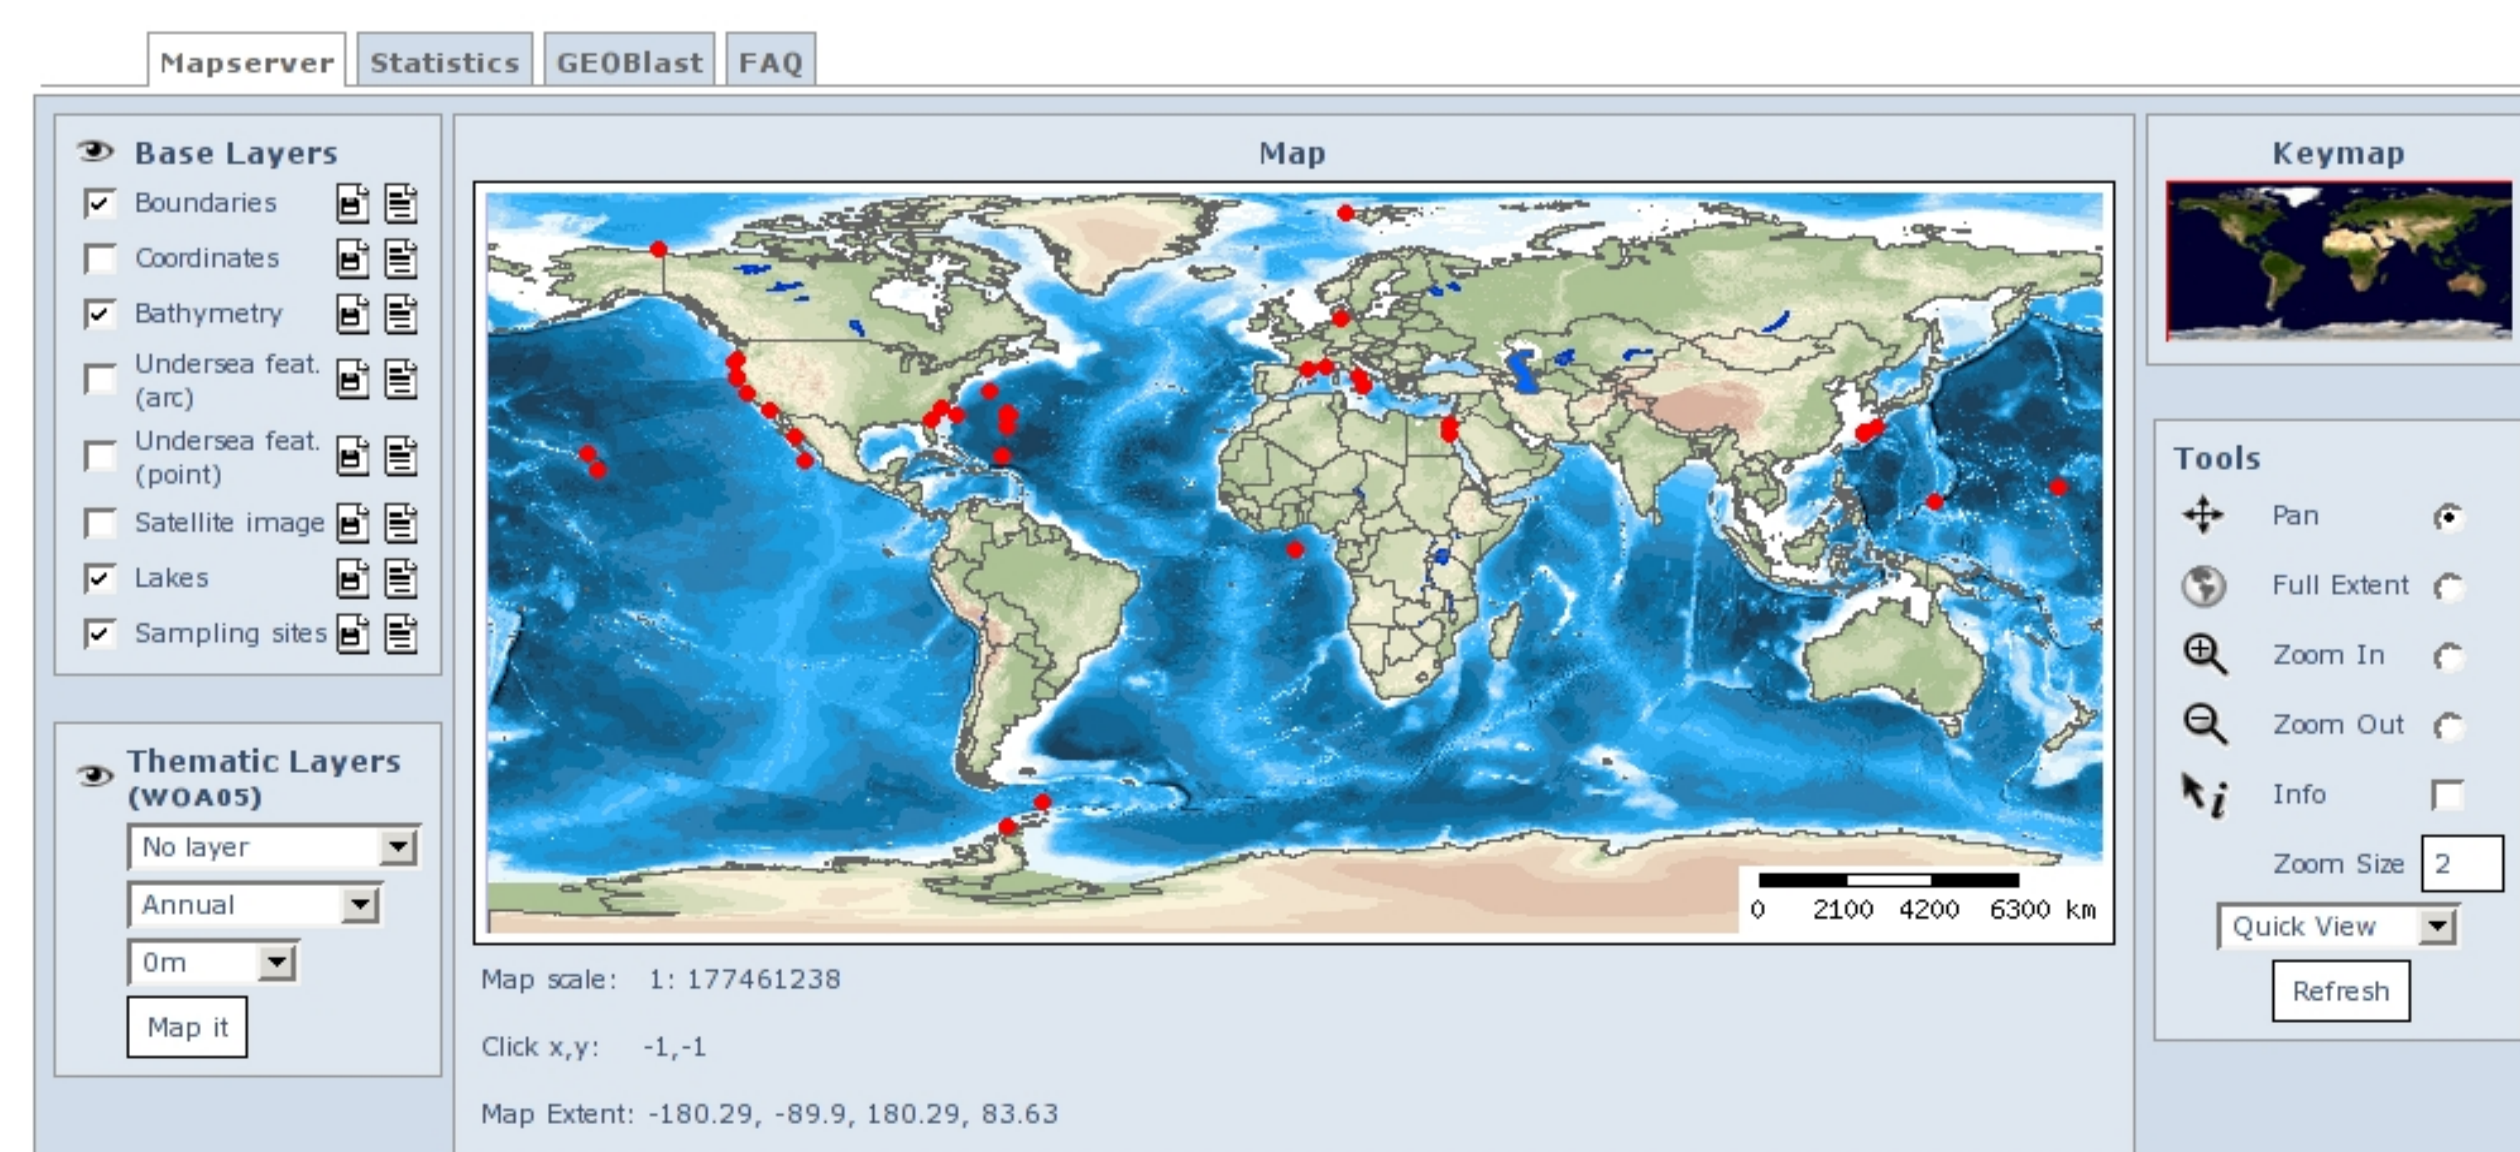 Mapserver Statistics GEOBlast FAQ
Base Layers
Boundaries
Coordinates
Bathymetry
Undersea feat.
(arc)
Undersea feat.
(point)
Satellite image
Lakes
Sampling sites
Thematic Layers
(WOA05)
No layer
Annual
0m
Map it
Map
0 2100 4200 6300 km
Map scale: 1: 177461238
Click x,y: -1,-1
Map Extent: -180.29, -89.9, 180.29, 83.63
Keymap
Tools
Pan
Full Extent
Zoom In
Zoom Out
Info
Zoom Size 2
Quick View
Refresh